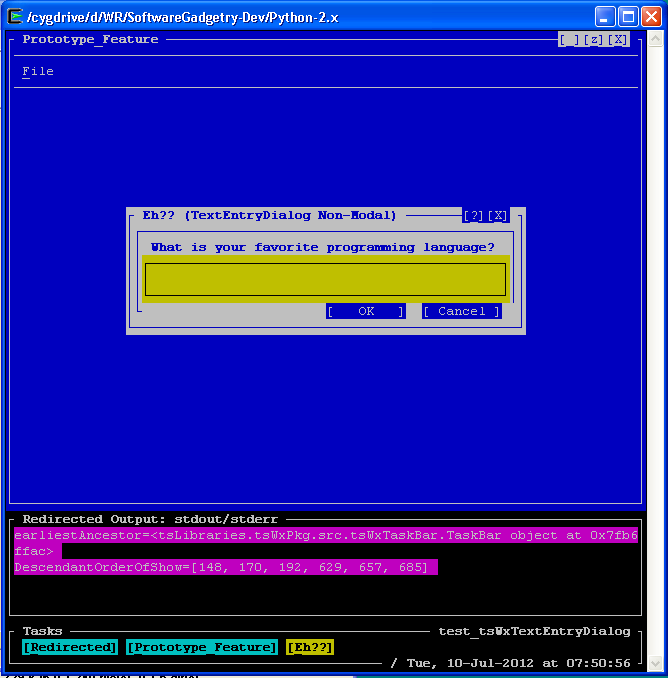 /cygdrive/d/WR/SoftwareGadgetry-Dev/Python-2.x
Prototype_Feature [_][z][X]
File
Eh?? (TextEntryDialog Non-Modal) [?][X]
What is your favorite programming language?
[ OK ] [ Cancel ]
Redirected Output: stdout/stderr
earliestAncestor=<tsLibraries.tsWxPkg.src.tsWxTaskBar.TaskBar object at 0x7fb6
ffac>
DescendantOrderOfShow=[148, 170, 192, 629, 657, 685]
Tasks test_tsWxTextEntryDialog
[Redirected] [Prototype_Feature] [Eh??]
/ Tue, 10-Jul-2012 at 07:50:56